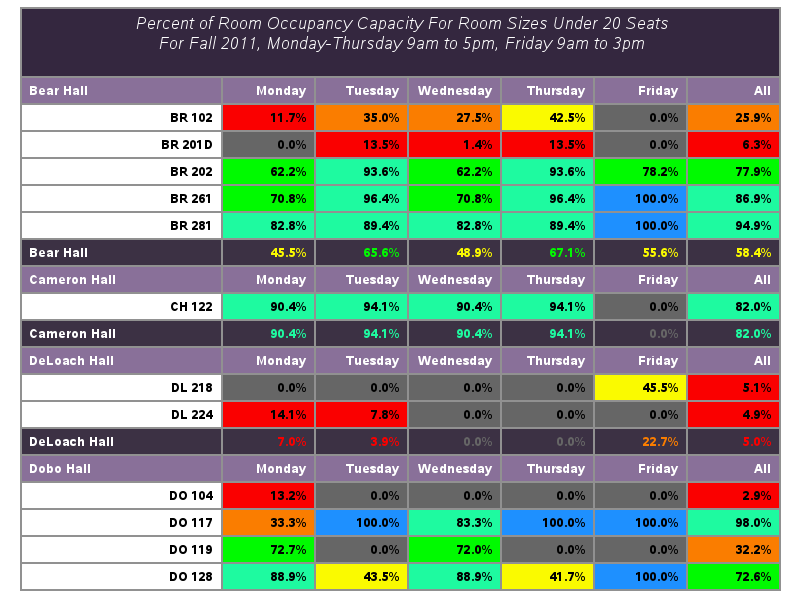 Percent of Room Occupancy Capacity For Room Sizes Under 20 Seats
For Fall 2011, Monday-Thursday 9am to 5pm, Friday 9am to 3pm
Bear Hall Monday Tuesday Wednesday Thursday Friday All
BR 102 11.7% 35.0% 27.5% 42.5% 0.0% 25.9%
BR 201D 0.0% 13.5% 1.4% 13.5% 0.0% 6.3%
BR 202 62.2% 93.6% 62.2% 93.6% 78.2% 77.9%
BR 261 70.8% 96.4% 70.8% 96.4% 100.0% 86.9%
BR 281 82.8% 89.4% 82.8% 89.4% 100.0% 94.9%
Bear Hall 45.5% 65.6% 48.9% 67.1% 55.6% 58.4%
Cameron Hall Monday Tuesday Wednesday Thursday Friday All
CH 122 90.4% 94.1% 90.4% 94.1% 0.0% 82.0%
Cameron Hall 90.4% 94.1% 90.4% 94.1% 0.0% 82.0%
DeLoach Hall Monday Tuesday Wednesday Thursday Friday All
DL 218 0.0% 0.0% 0.0% 0.0% 45.5% 5.1%
DL 224 14.1% 7.8% 0.0% 0.0% 0.0% 4.9%
DeLoach Hall 7.0% 3.9% 0.0% 0.0% 22.7% 5.0%
Dobo Hall Monday Tuesday Wednesday Thursday Friday All
DO 104 13.2% 0.0% 0.0% 0.0% 0.0% 2.9%
DO 117 33.3% 100.0% 83.3% 100.0% 100.0% 98.0%
DO 119 72.7% 0.0% 72.0% 0.0% 0.0% 32.2%
DO 128 88.9% 43.5% 88.9% 41.7% 100.0% 72.6%